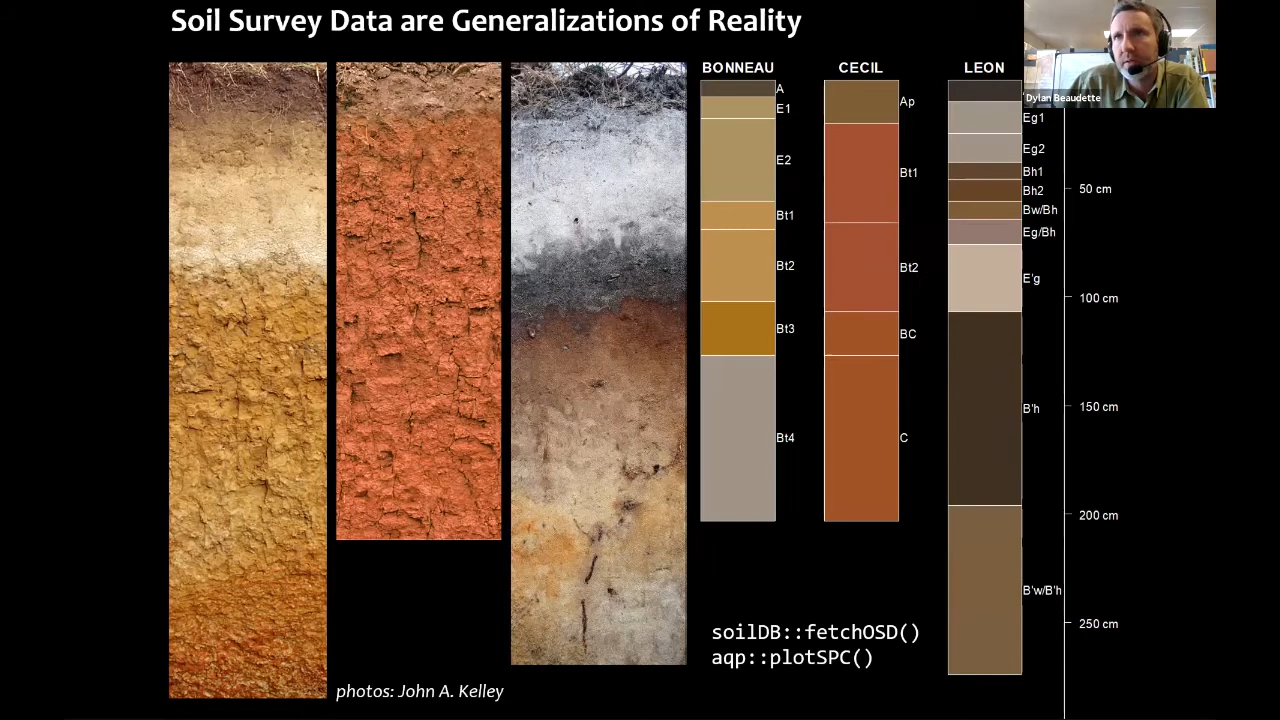 Soil Survey Data are Generalizations of Reality
BONNEAU
A
E1
E2
Bt1
Bt2
Bt3
Bt4
CECIL
Ap
Bt1
Bt2
BC
C
LEON
Eg1
Eg2
Bh1
Bh2
Bw/Bh
Eg/Bh
E'g
B'h
B'w/B'h
50 cm
100 cm
150 cm
200 cm
250 cm
Dylan Beaudette
soilDB::fetchOSD()
aqp::plotSPC()
photos: John A. Kelley